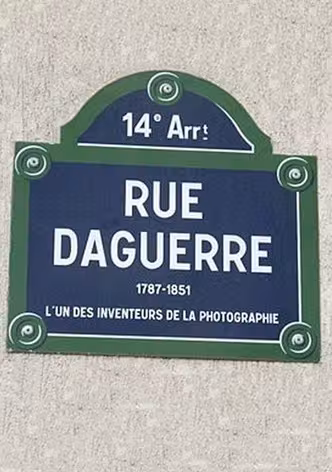 14e Arrt
RUE
DAGUERRE
1787-1851
L'UN DES INVENTEURS DE LA PHOTOGRAPHIE